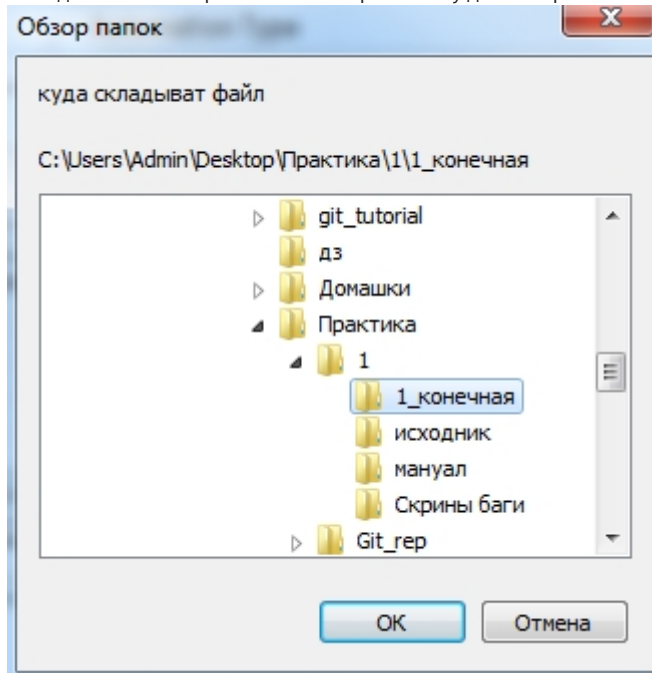 Обзор папок
куда складыват файл
C:\Users\Admin\Desktop\Практика\1\1_конечная
git_tutorial
дз
Домашки
Практика
1
1_конечная
исходник
мануал
Скрины баги
Git_rep
ОК
Отмена